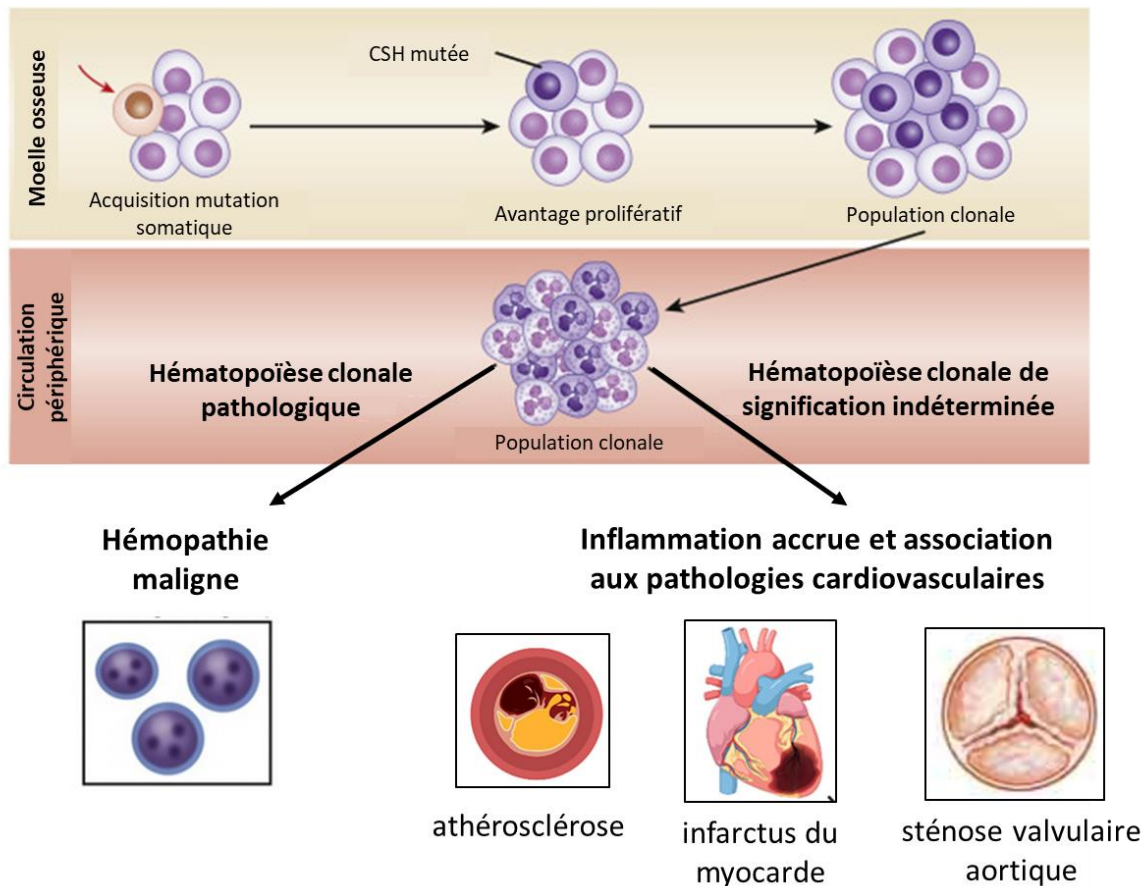 Moelle osseuse
CSH mutée
Acquisition mutation
somatique
Avantage prolifératif
Population clonale
Circulation
périphérique
Hématopoïèse clonale
pathologique
Hématopoïèse clonale de
signification indéterminée
Population clonale
Hémopathie
maligne
Inflammation accrue et association
aux pathologies cardiovasculaires
athérosclérose
infarctus du
myocarde
sténose valvulaire
aortique